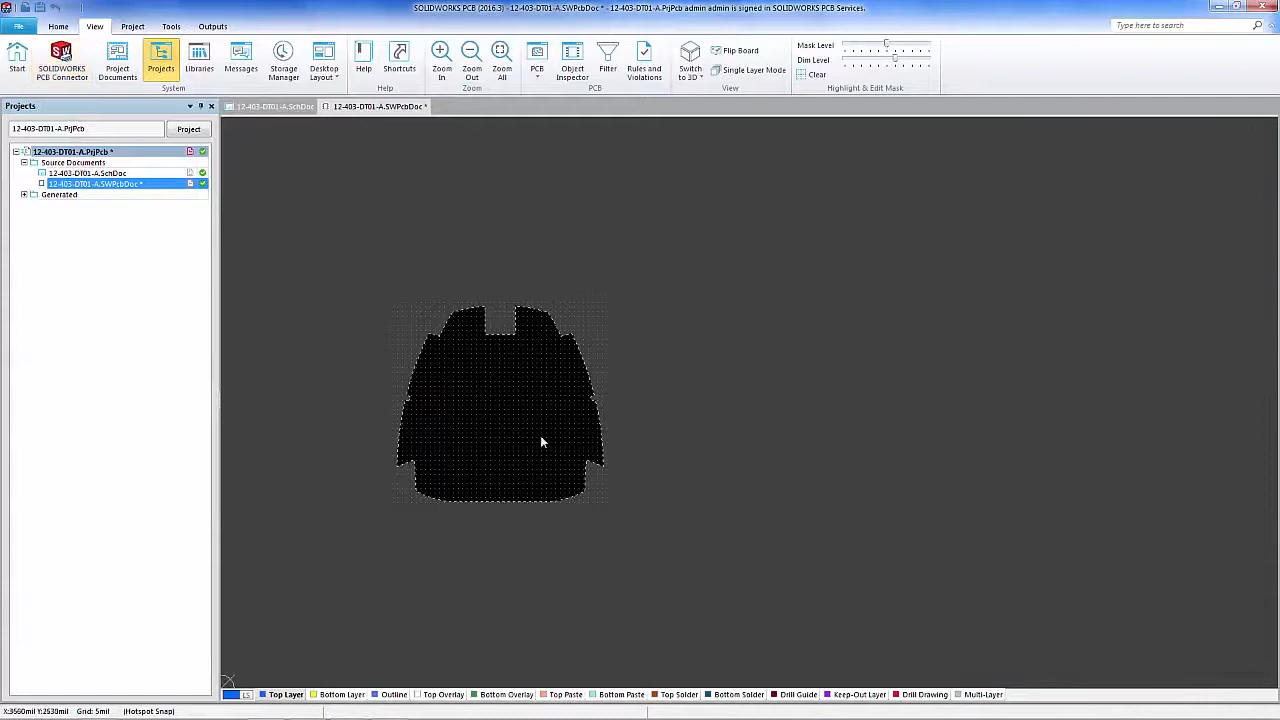 SOLIDWORKS PCB (2016.3) - 12-403-DT01-A.SWPcbDoc * - 12-403-DT01-A.PrjPcb admin admin is signed in SOLIDWORKS PCB Services.
File Home View Project Tools Outputs
Type here to search
Start
SOLIDWORKS PCB Connector
Project Documents
Projects
Libraries
Messages
Storage Manager
Desktop Layout
Help
Shortcuts
Zoom In
Zoom Out
Zoom All
PCB
Object Inspector
Filter
Rules and Violations
Switch to 3D
Flip Board
Single Layer Mode
Mask Level
Dim Level
Clear
System
Help
Zoom
PCB
View
Highlight & Edit Mask
Projects
12-403-DT01-A.SchDoc
12-403-DT01-A.SWPcbDoc *
12-403-DT01-A.PrjPcb
Project
12-403-DT01-A.PrjPcb *
Source Documents
12-403-DT01-A.SchDoc
12-403-DT01-A.SWPcbDoc *
Generated
LS Top Layer Bottom Layer Outline Top Overlay Bottom Overlay Top Paste Bottom Paste Top Solder Bottom Solder Drill Guide Keep-Out Layer Drill Drawing Multi-Layer
X:3560mil Y:2530mil Grid: 5mil (Hotspot Snap)